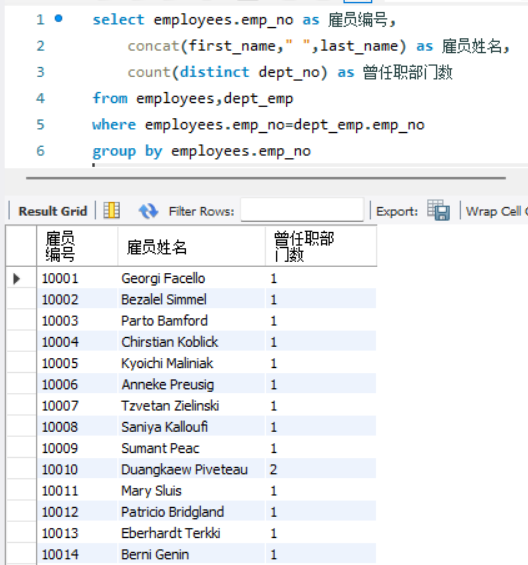 1 select employees.emp_no as 雇员编号,
2 concat(first_name," ",last_name) as 雇员姓名,
3 count(distinct dept_no) as 曾任职部门数
4 from employees,dept_emp
5 where employees.emp_no=dept_emp.emp_no
6 group by employees.emp_no
Result Grid Filter Rows: Export: Wrap Cell
雇员编号 雇员姓名 曾任职部门数
10001 Georgi Facello 1
10002 Bezalel Simmel 1
10003 Parto Bamford 1
10004 Chirstian Koblick 1
10005 Kyoichi Maliniak 1
10006 Anneke Preusig 1
10007 Tzvetan Zielinski 1
10008 Saniya Kalloufi 1
10009 Sumant Peac 1
10010 Duangkaew Piveteau 2
10011 Mary Sluis 1
10012 Patricio Bridgland 1
10013 Eberhardt Terkki 1
10014 Berni Genin 1